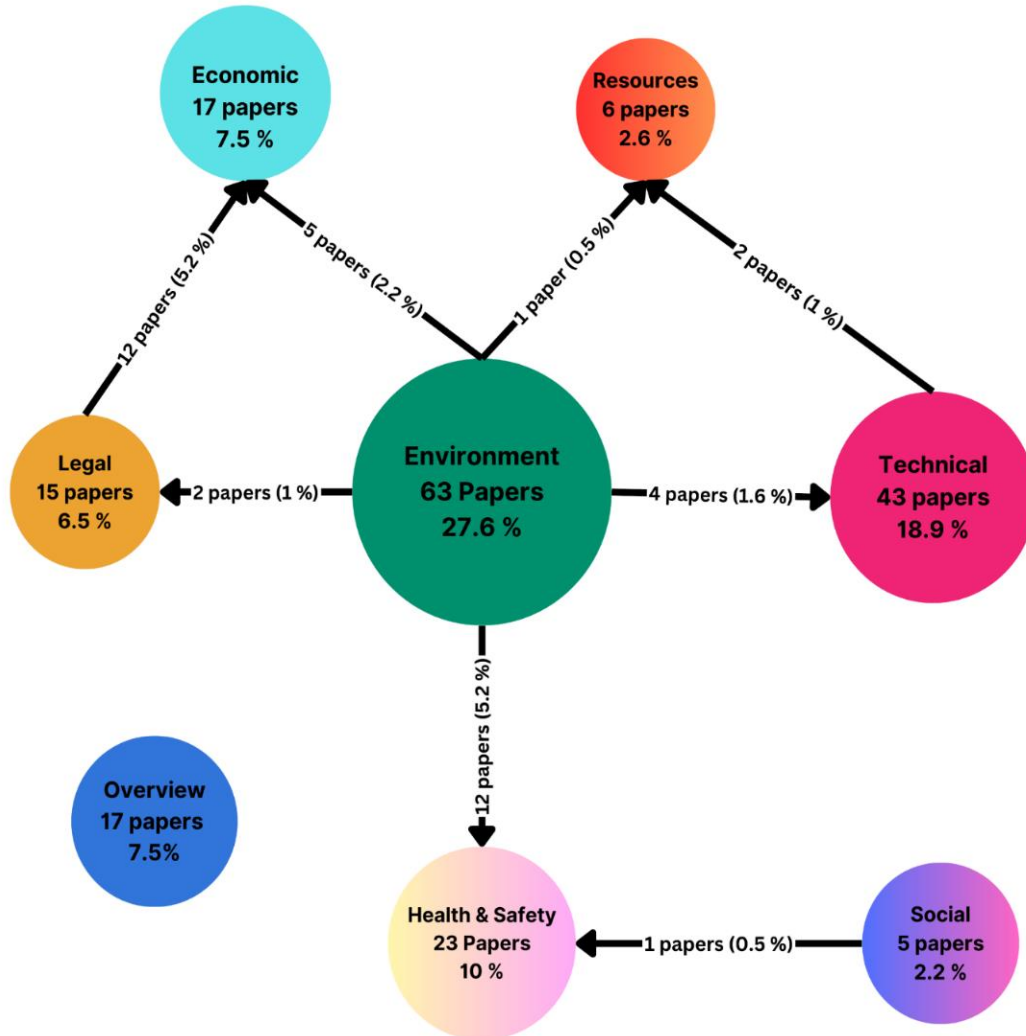 Economic
17 papers
7.5 %
Resources
6 papers
2.6 %
12 papers (5.2 %)
5 papers (2.2 %)
1 paper (0.5 %)
2 papers (1 %)
Legal
15 papers
6.5 %
2 papers (1 %)
Environment
63 Papers
27.6 %
4 papers (1.6 %)
Technical
43 papers
18.9 %
12 papers (5.2 %)
Overview
17 papers
7.5%
Health & Safety
23 Papers
10 %
1 papers (0.5 %)
Social
5 papers
2.2 %